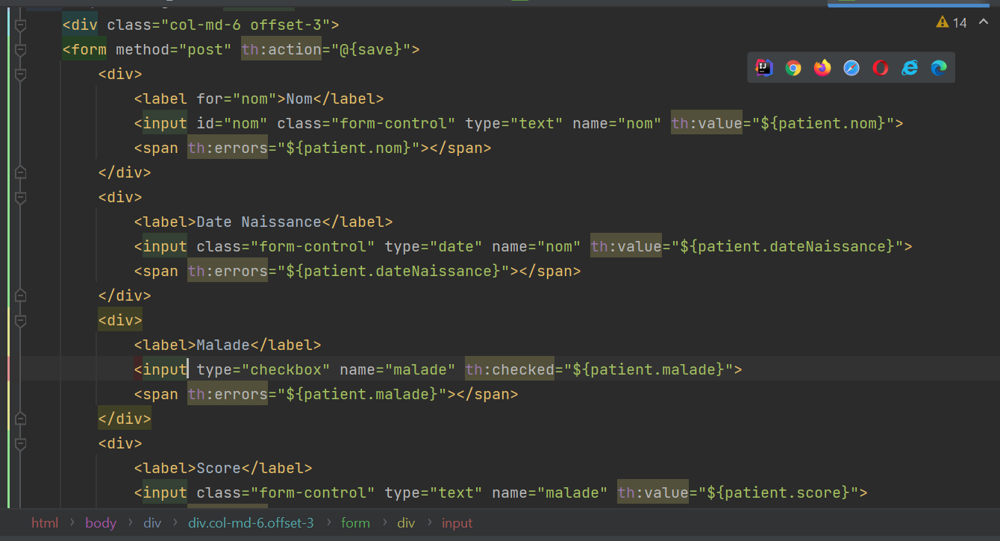 <div class="col-md-6 offset-3">
14
<form method="post" th:action="@{save}">
<div>
<label for="nom">Nom</label>
<input id="nom" class="form-control" type="text" name="nom" th:value="${patient.nom}">
<span th:errors="${patient.nom}"></span>
</div>
<div>
<label>Date Naissance</label>
<input class="form-control" type="date" name="nom" th:value="${patient.dateNaissance}">
<span th:errors="${patient.dateNaissance}"></span>
</div>
<div>
<label>Malade</label>
<input type="checkbox" name="malade" th:checked="${patient.malade}">
<span th:errors="${patient.malade}"></span>
</div>
<div>
<label>Score</label>
<input class="form-control" type="text" name="malade" th:value="${patient.score}">
html › body › div › div.col-md-6.offset-3 › form › div › input